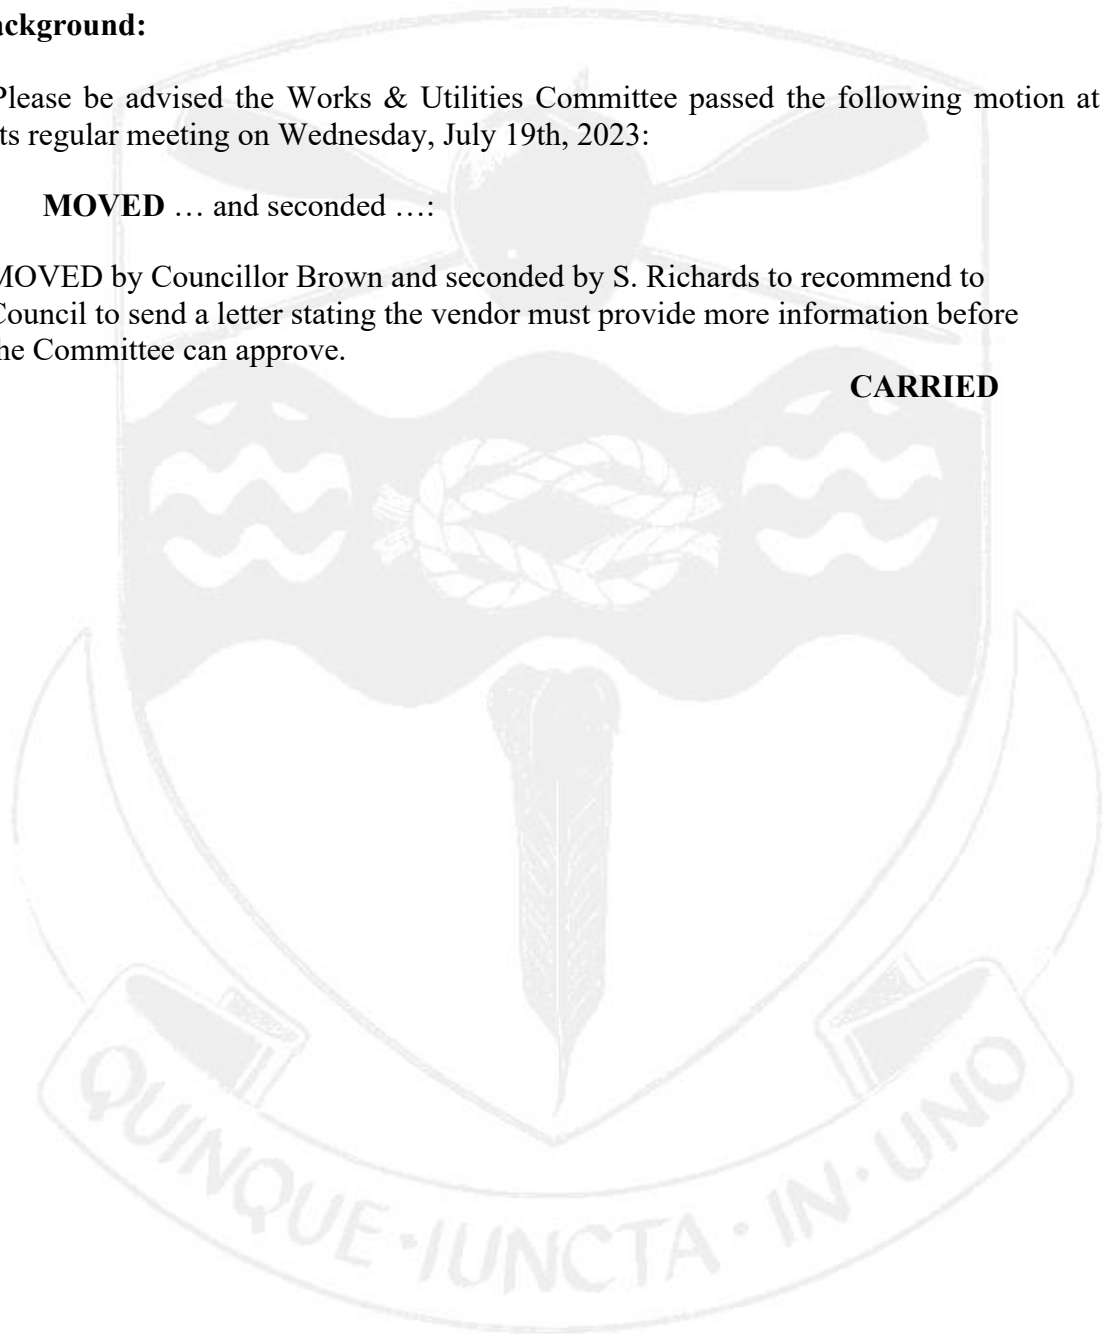 ackground:
Please be advised the Works & Utilities Committee passed the following motion at
ts regular meeting on Wednesday, July 19th, 2023:
MOVED … and seconded …:
MOVED by Councillor Brown and seconded by S. Richards to recommend to
Council to send a letter stating the vendor must provide more information before
he Committee can approve.
CARRIED
QUINQUE · IUNCTA · IN · UNO